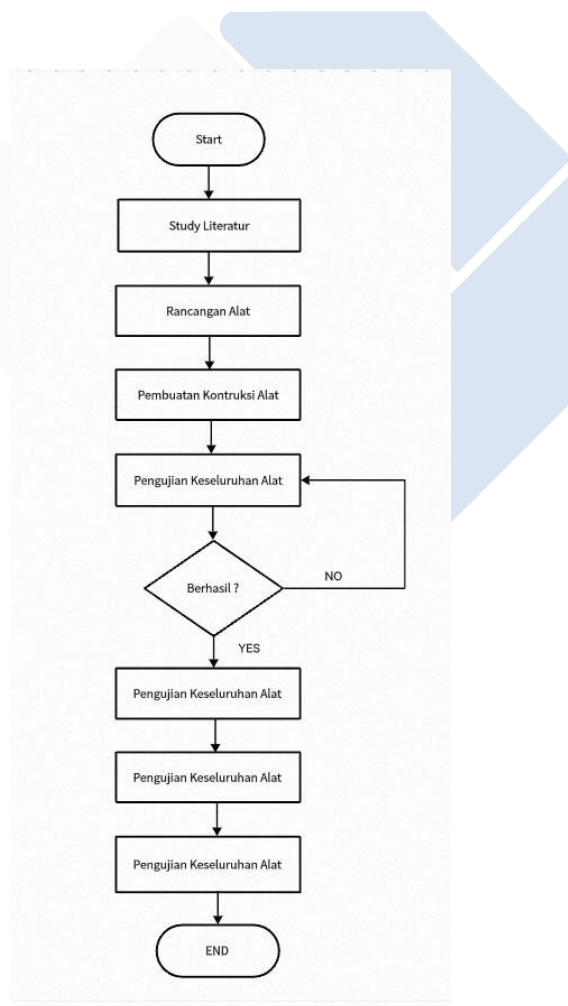 Start
Study Literatur
Rancangan Alat
Pembuatan Kontruksi Alat
Pengujian Keseluruhan Alat
Berhasil ?
NO
YES
Pengujian Keseluruhan Alat
Pengujian Keseluruhan Alat
Pengujian Keseluruhan Alat
END